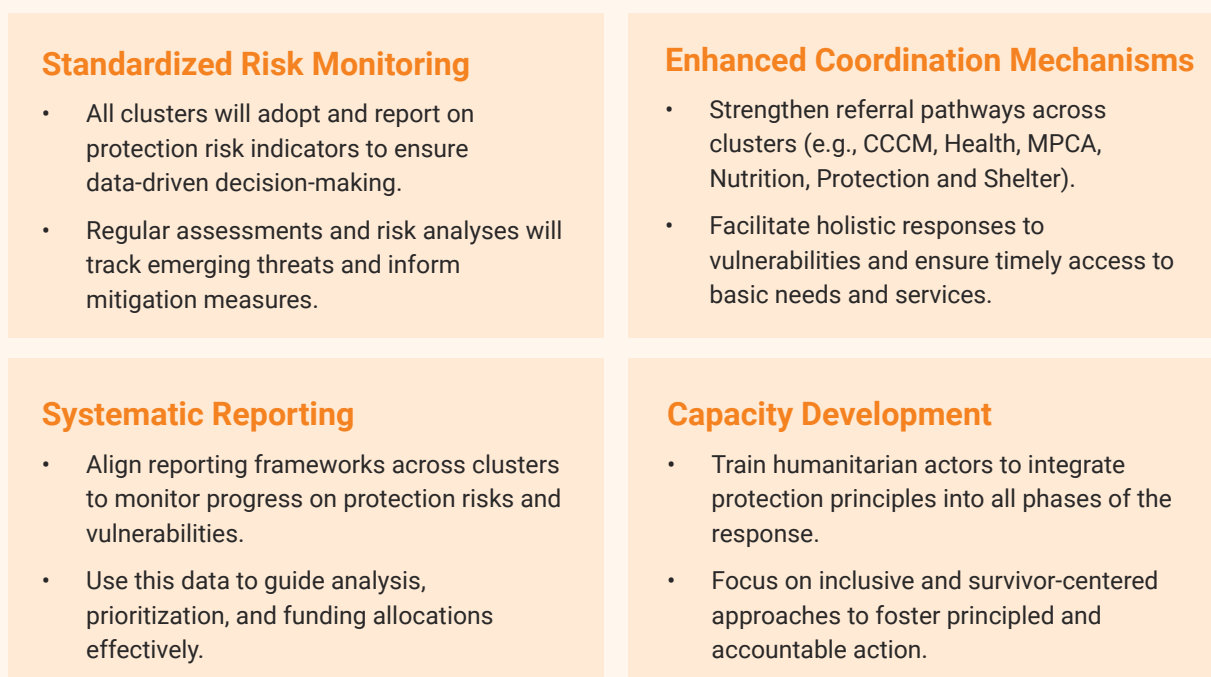 Standardized Risk Monitoring
• All clusters will adopt and report on
protection risk indicators to ensure
data-driven decision-making.
• Regular assessments and risk analyses will
track emerging threats and inform
mitigation measures.
Enhanced Coordination Mechanisms
• Strengthen referral pathways across
clusters (e.g., CCCM, Health, MPCA,
Nutrition, Protection and Shelter).
• Facilitate holistic responses to
vulnerabilities and ensure timely access to
basic needs and services.
Systematic Reporting
• Align reporting frameworks across clusters
to monitor progress on protection risks and
vulnerabilities.
• Use this data to guide analysis,
prioritization, and funding allocations
effectively.
Capacity Development
• Train humanitarian actors to integrate
protection principles into all phases of the
response.
• Focus on inclusive and survivor-centered
approaches to foster principled and
accountable action.